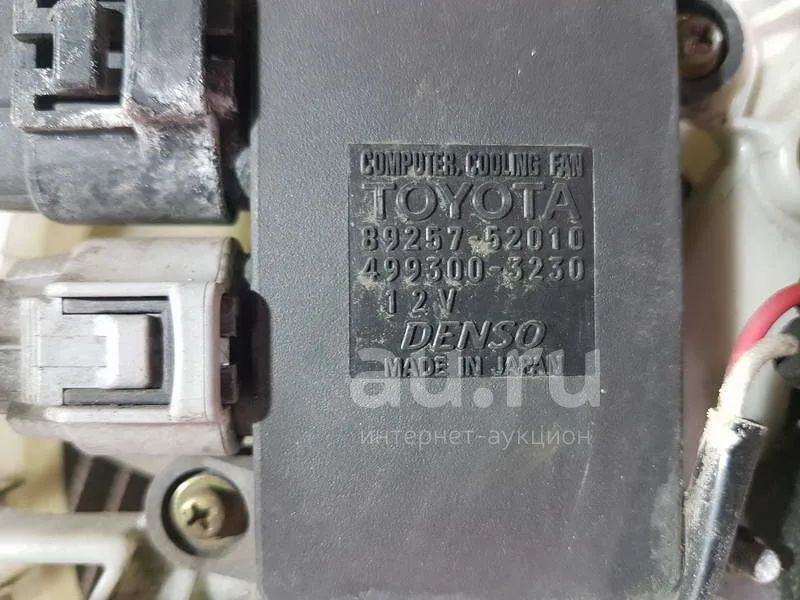 COMPUTER, COOLING FAN
TOYOTA
89257-52010
499300-3230
12V
DENSO
MADE IN JAPAN
au.ru
интернет-аукцион